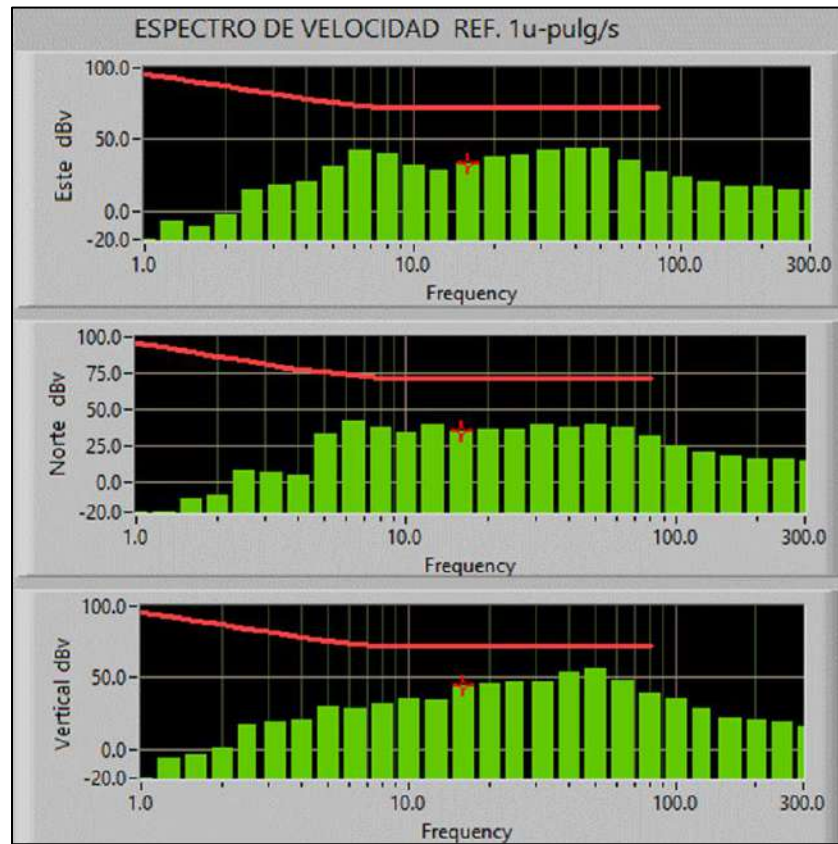 ESPECTRO DE VELOCIDAD REF. 1u-pulg/s
100.0
50.0
0.0
-20.0
Este dBv
1.0 10.0 100.0 300.0
Frequency
100.0
75.0
50.0
25.0
0.0
-20.0
Norte dBv
1.0 10.0 100.0 300.0
Frequency
100.0
50.0
0.0
-20.0
Vertical dBv
1.0 10.0 100.0 300.0
Frequency